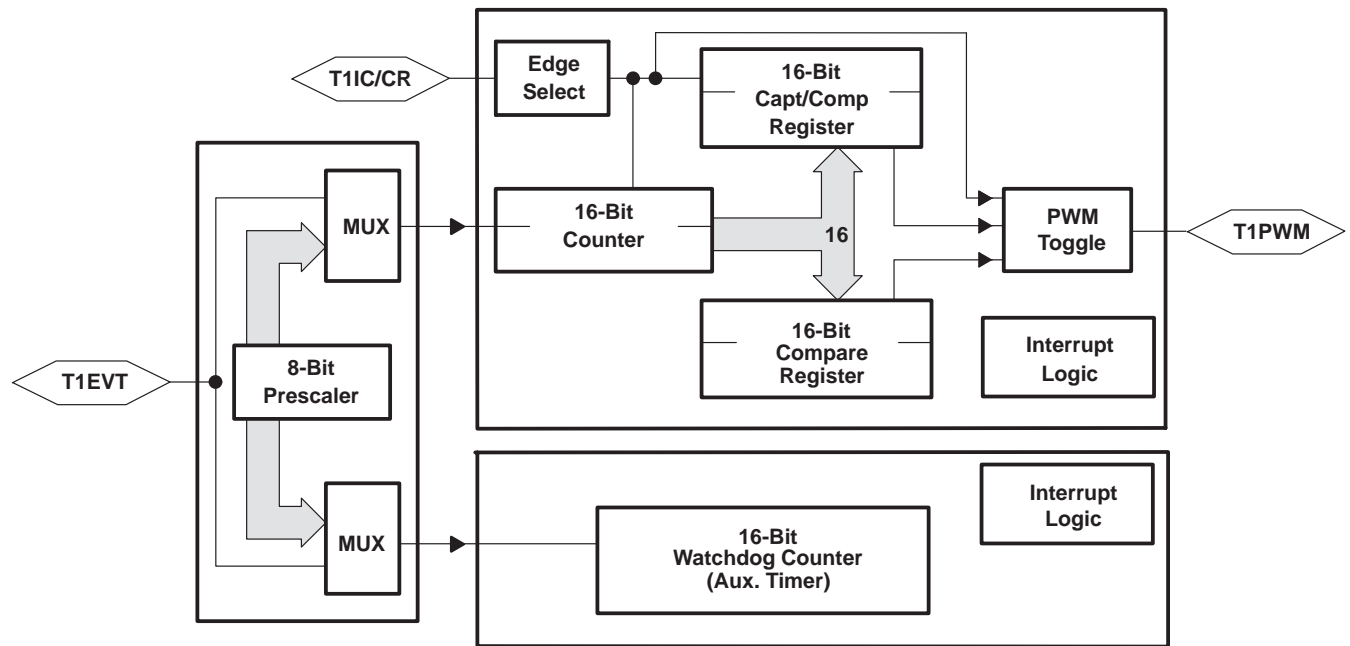 T1IC/CR
Edge
Select
16-Bit
Capt/Comp
Register
MUX
16-Bit
Counter
16
PWM
Toggle
T1PWM
T1EVT
8-Bit
Prescaler
16-Bit
Compare
Register
Interrupt
Logic
MUX
16-Bit
Watchdog Counter
(Aux. Timer)
Interrupt
Logic